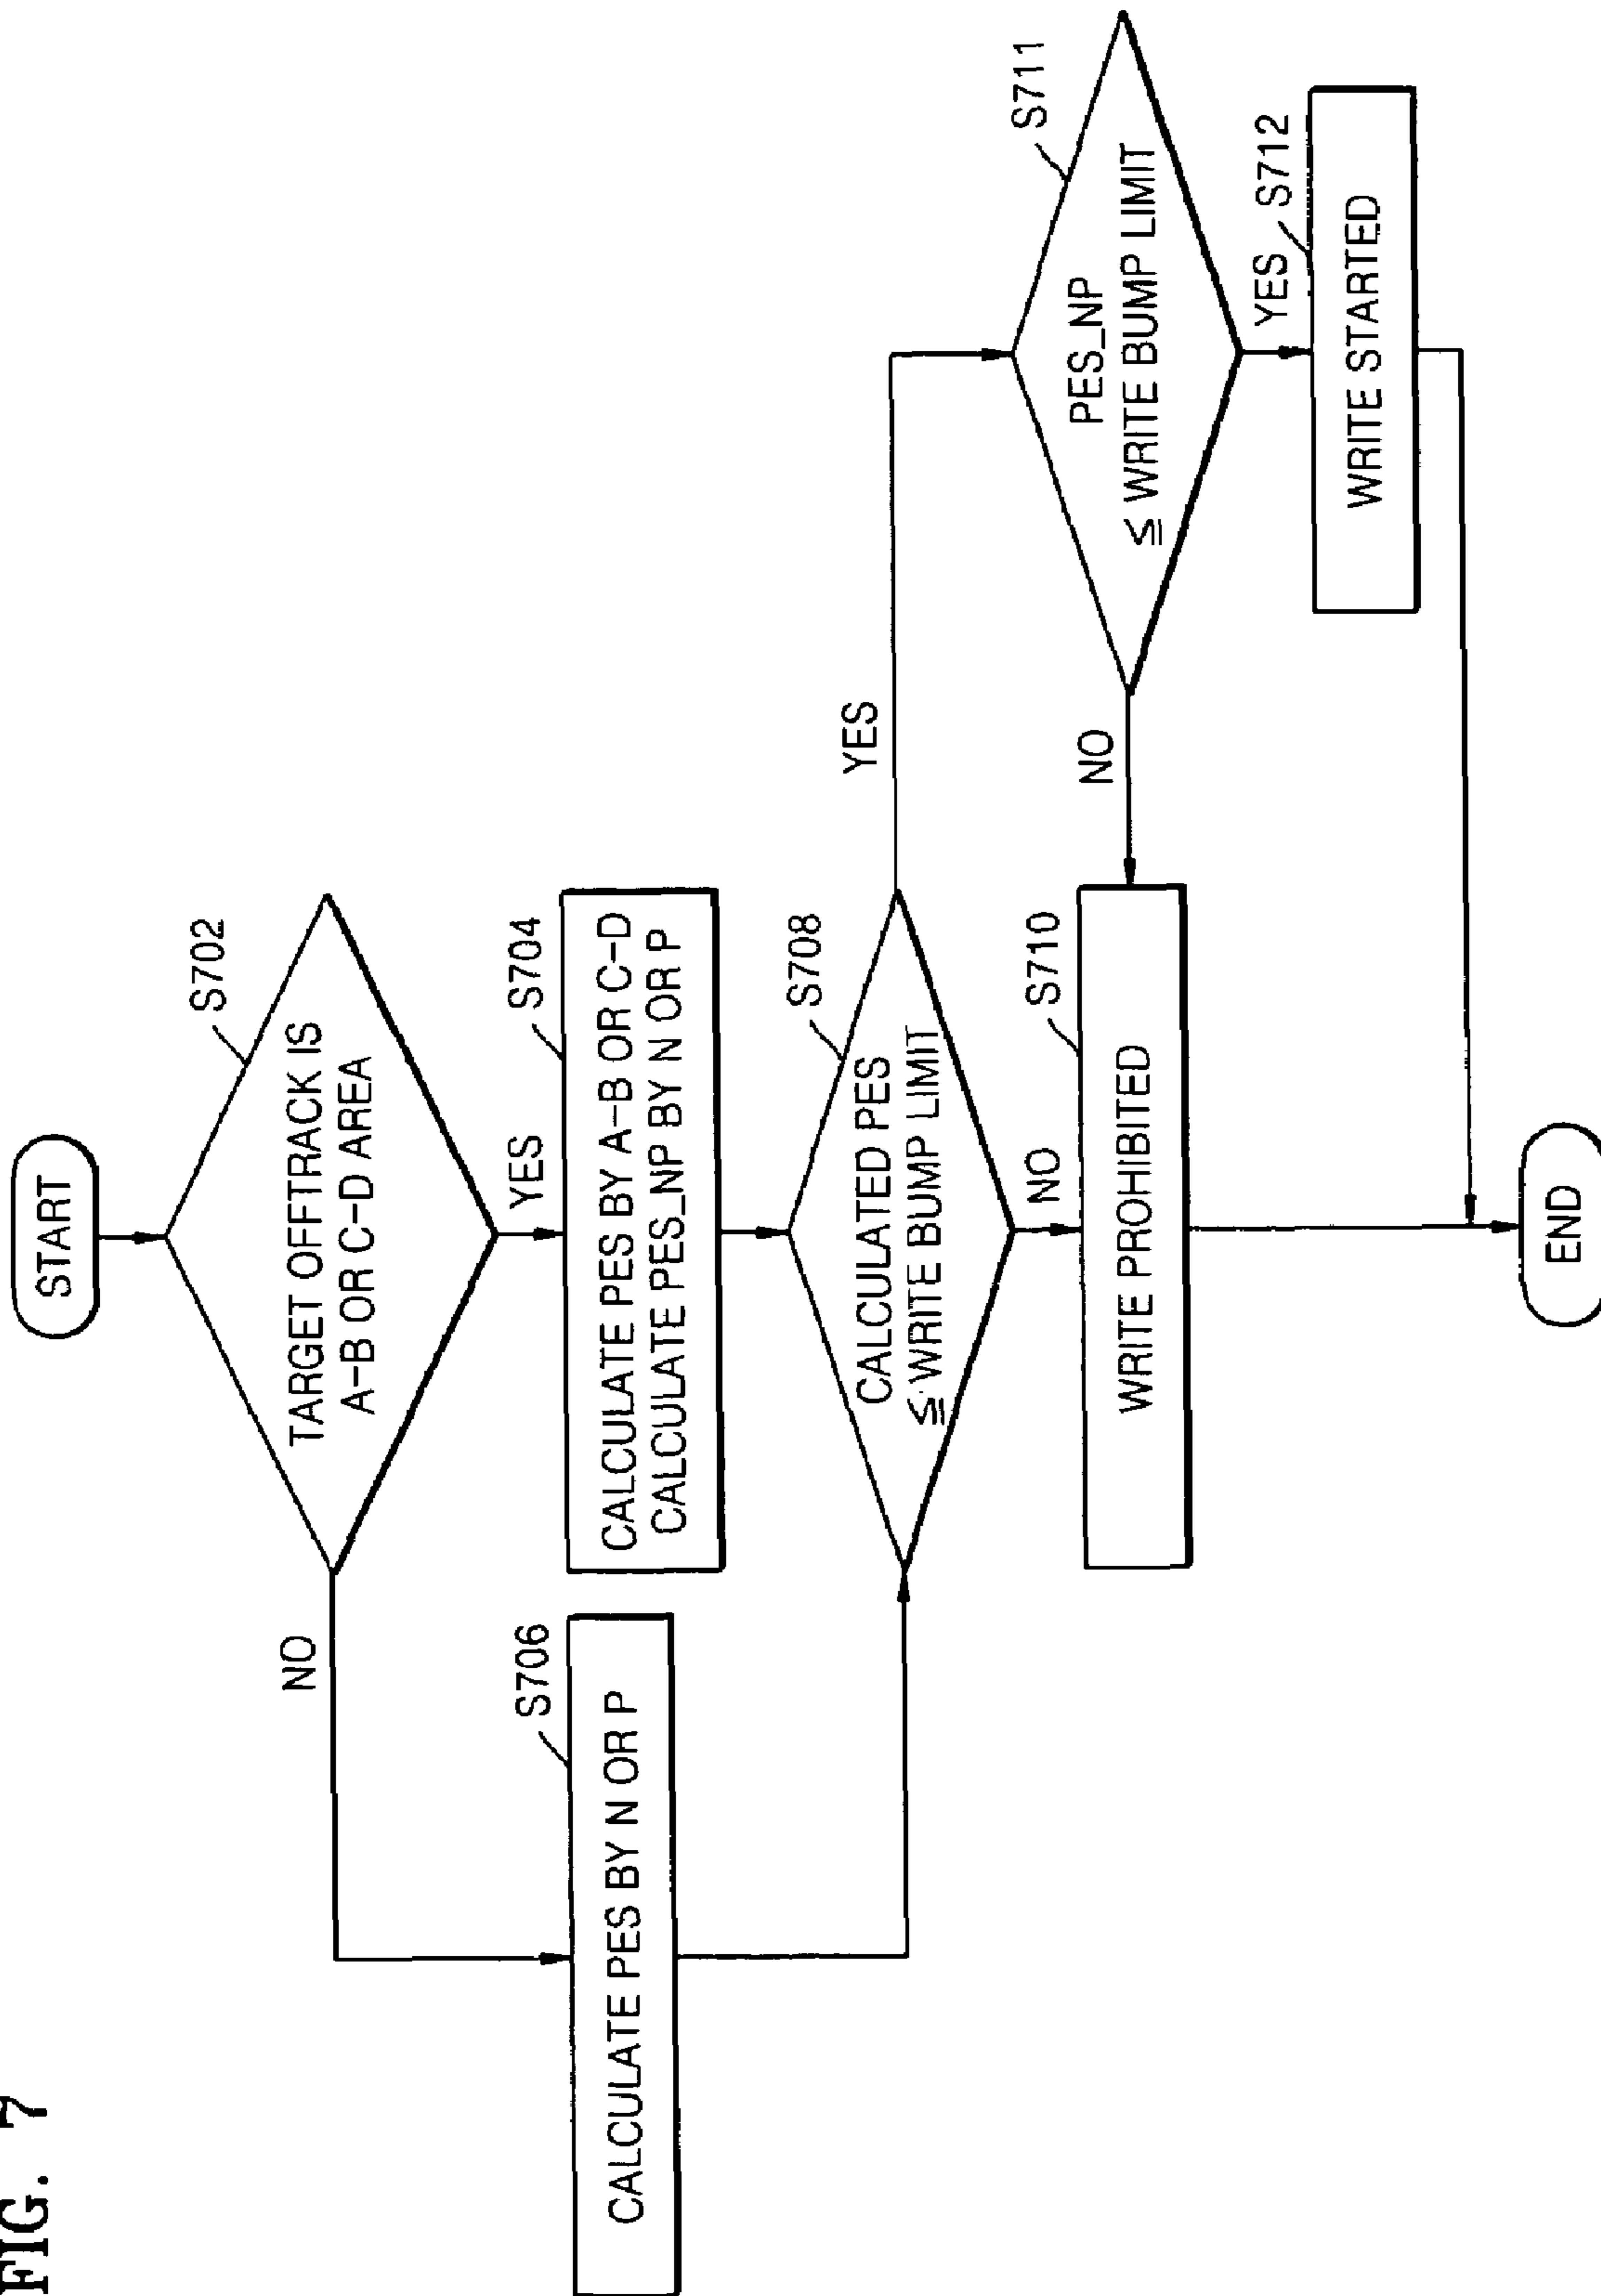 FIG. 7
START
S702
TARGET OFFTRACK IS
A-B OR C-D AREA
NO
YES
S706
CALCULATE PES BY N OR P
S704
CALCULATE PES BY A-B OR C-D
CALCULATE PES_NP BY N OR P
S708
CALCULATED PES
≦ WRITE BUMP LIMIT
YES
NO
S711
PES_NP
≦ WRITE BUMP LIMIT
NO
YES
S710
WRITE PROHIBITED
S712
WRITE STARTED
END